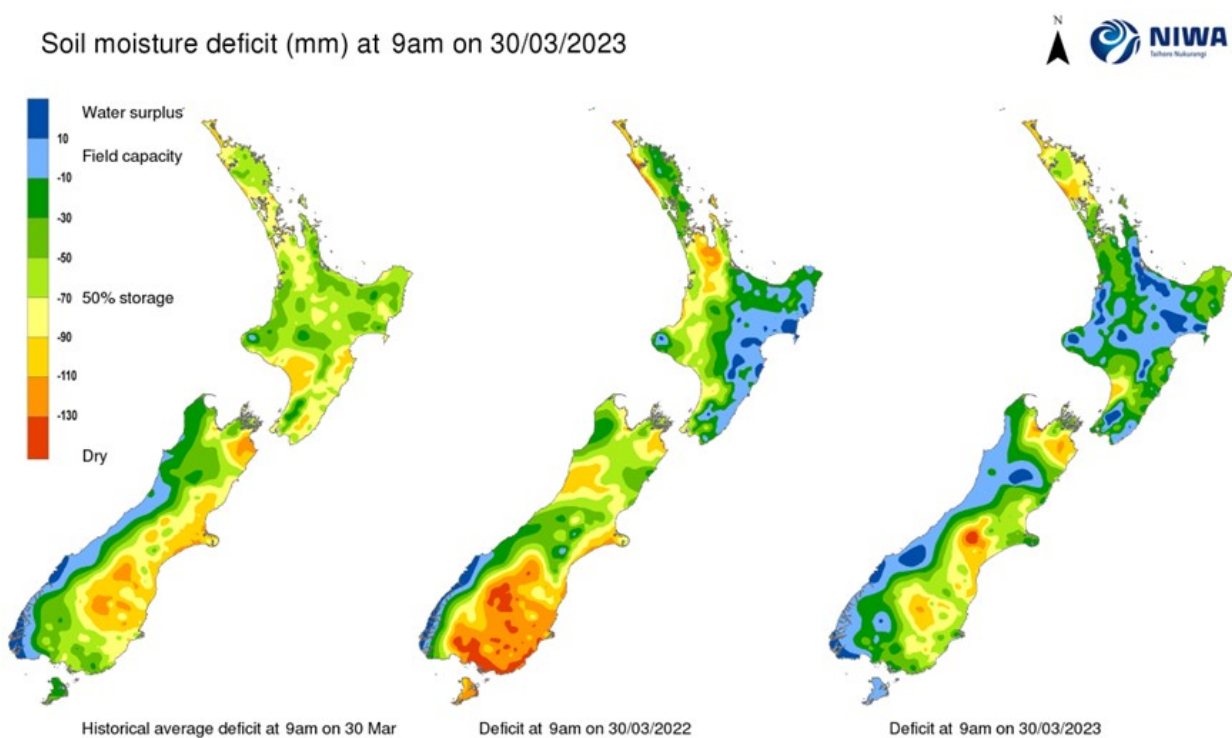 Soil moisture deficit (mm) at 9am on 30/03/2023
N
NIWA
Taihoro Nukurangi
Water surplus
10
Field capacity
-10
-30
-50
-70
50% storage
-90
-110
-130
Dry
Historical average deficit at 9am on 30 Mar
Deficit at 9am on 30/03/2022
Deficit at 9am on 30/03/2023